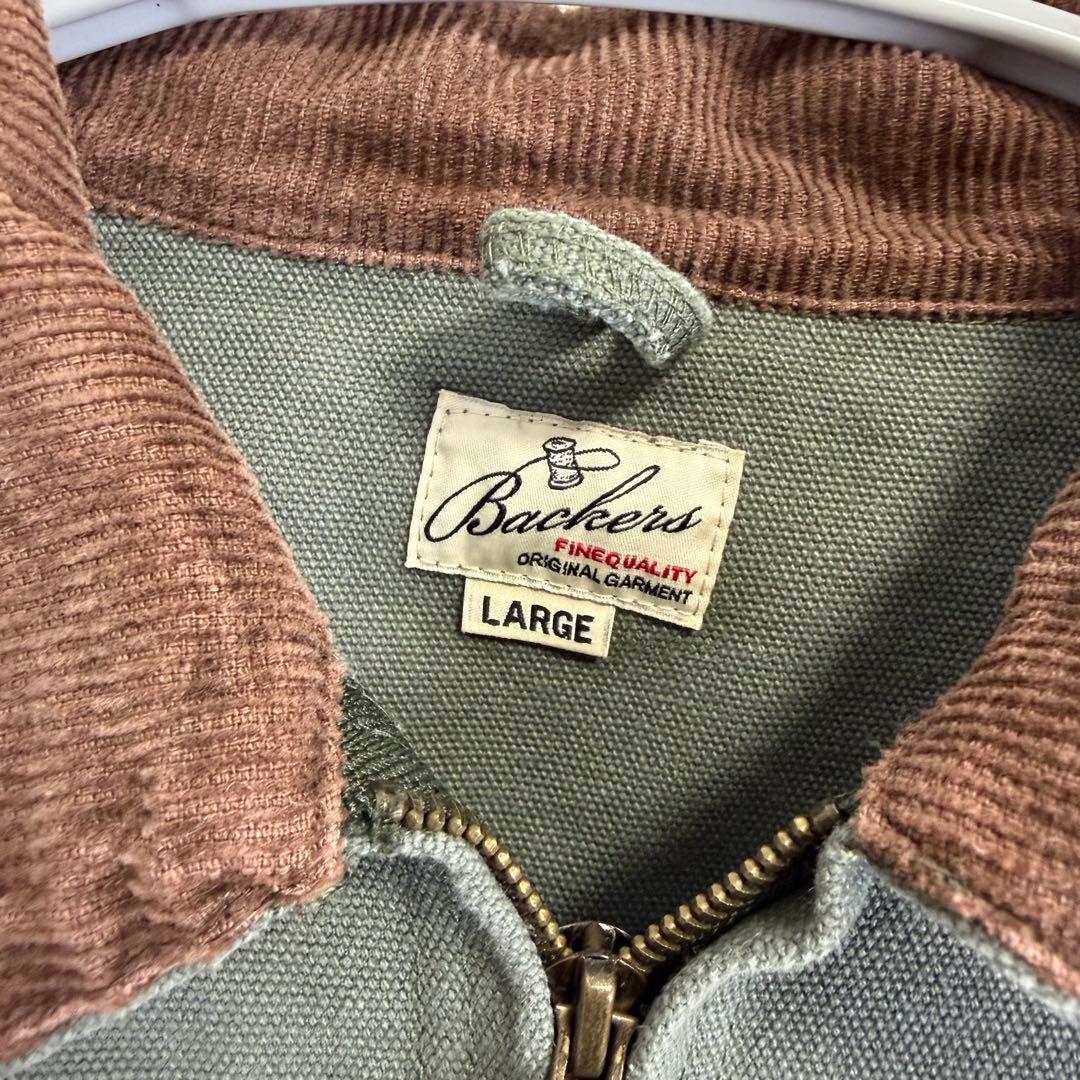 Backers
FINEQUALITY
ORIGINAL GARMENT
LARGE